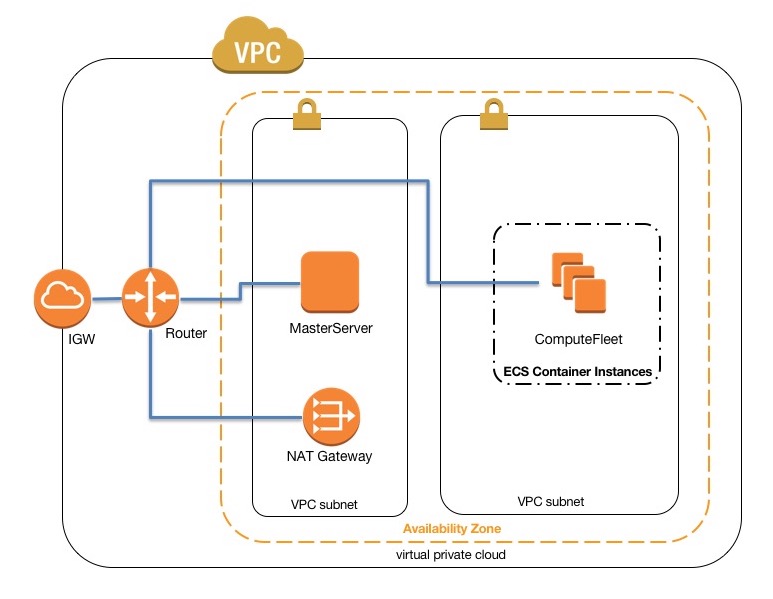 VPC
IGW
Router
MasterServer
ComputeFleet
ECS Container Instances
NAT Gateway
VPC subnet
VPC subnet
Availability Zone
virtual private cloud